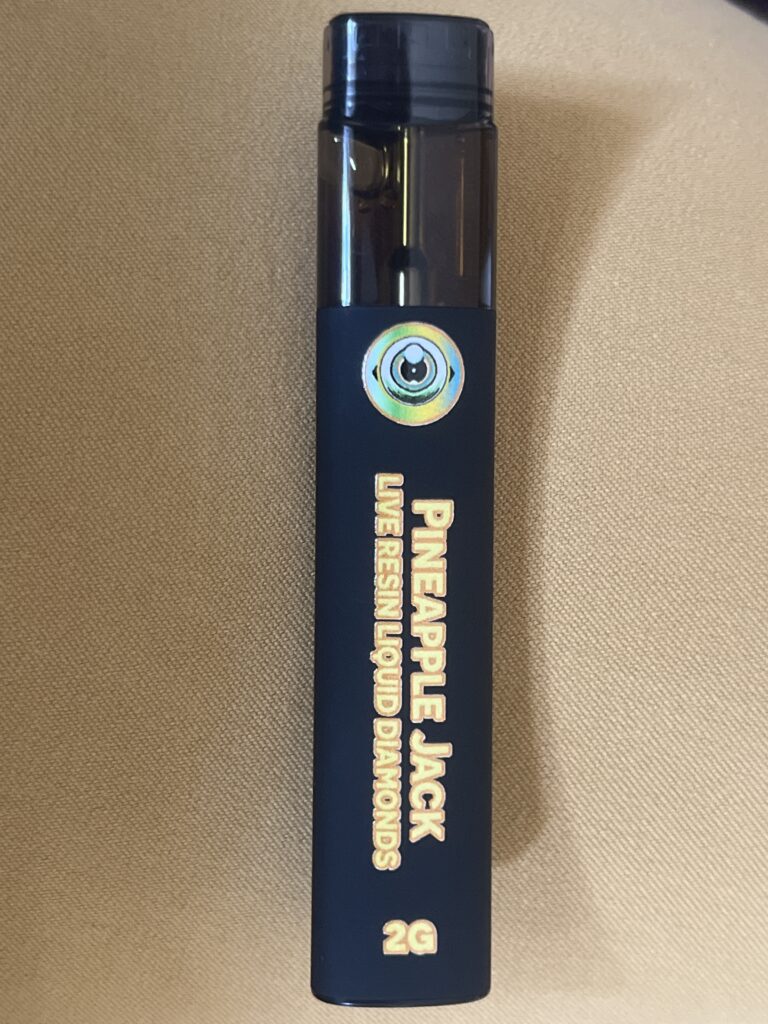 PINEAPPLE JACK
LIVE RESIN LIQUID DIAMONDS
2G